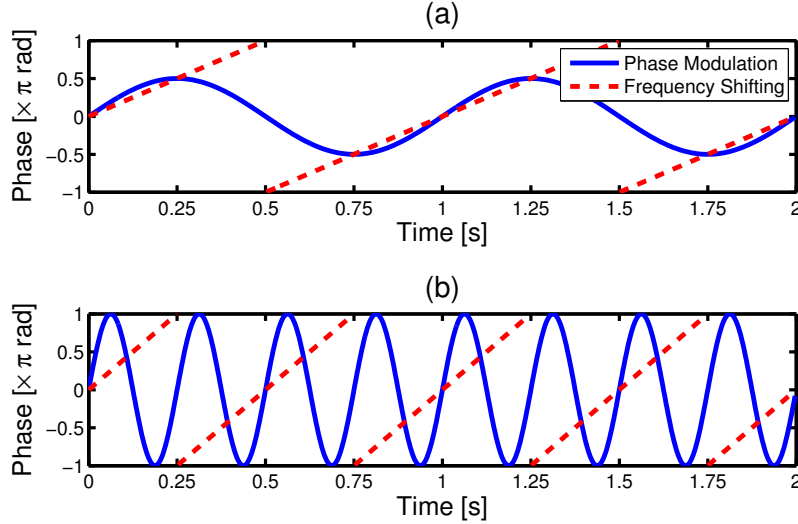 (a)
Phase [× π rad]
1
0.5
0
−0.5
−1
Phase Modulation
Frequency Shifting
0 0.25 0.5 0.75 1 1.25 1.5 1.75 2
Time [s]
(b)
Phase [× π rad]
1
0.5
0
−0.5
−1
0 0.25 0.5 0.75 1 1.25 1.5 1.75 2
Time [s]